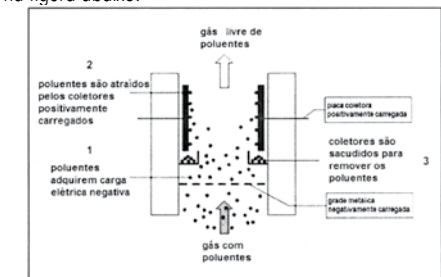 na figura abaixo.
gás livre de
poluentes
2
poluentes são atraídos
pelos coletores
positivamente
carregados
placa coletora
positivamente carregada
1
poluentes
adquirem carga
elétrica negativa
coletores são
sacudidos para
remover os
poluentes
3
grade metálica
negativamente carregada
gás com
poluentes